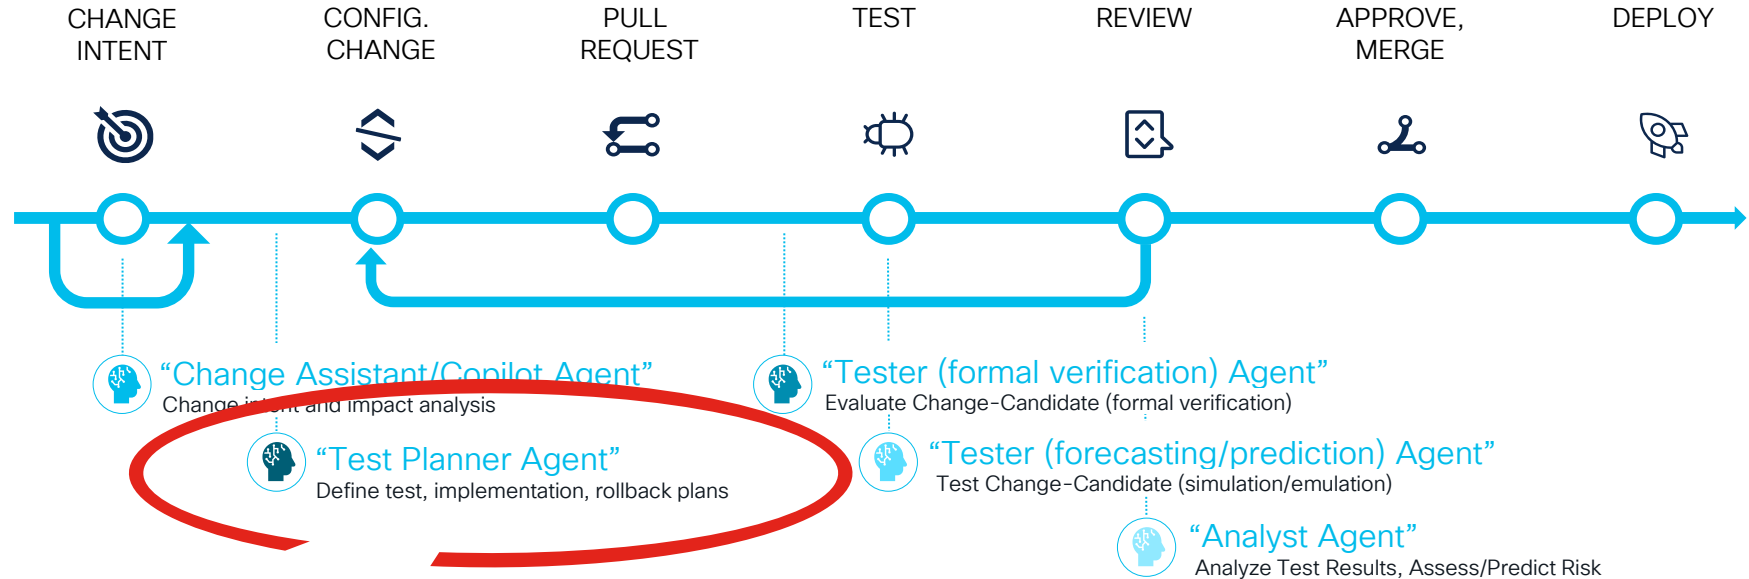 CHANGE
INTENT
CONFIG.
CHANGE
PULL
REQUEST
TEST
REVIEW
APPROVE,
MERGE
DEPLOY
“Change Assistant/Copilot Agent”
Change intent and impact analysis
“Test Planner Agent”
Define test, implementation, rollback plans
“Tester (formal verification) Agent”
Evaluate Change-Candidate (formal verification)
“Tester (forecasting/prediction) Agent”
Test Change-Candidate (simulation/emulation)
“Analyst Agent”
Analyze Test Results, Assess/Predict Risk